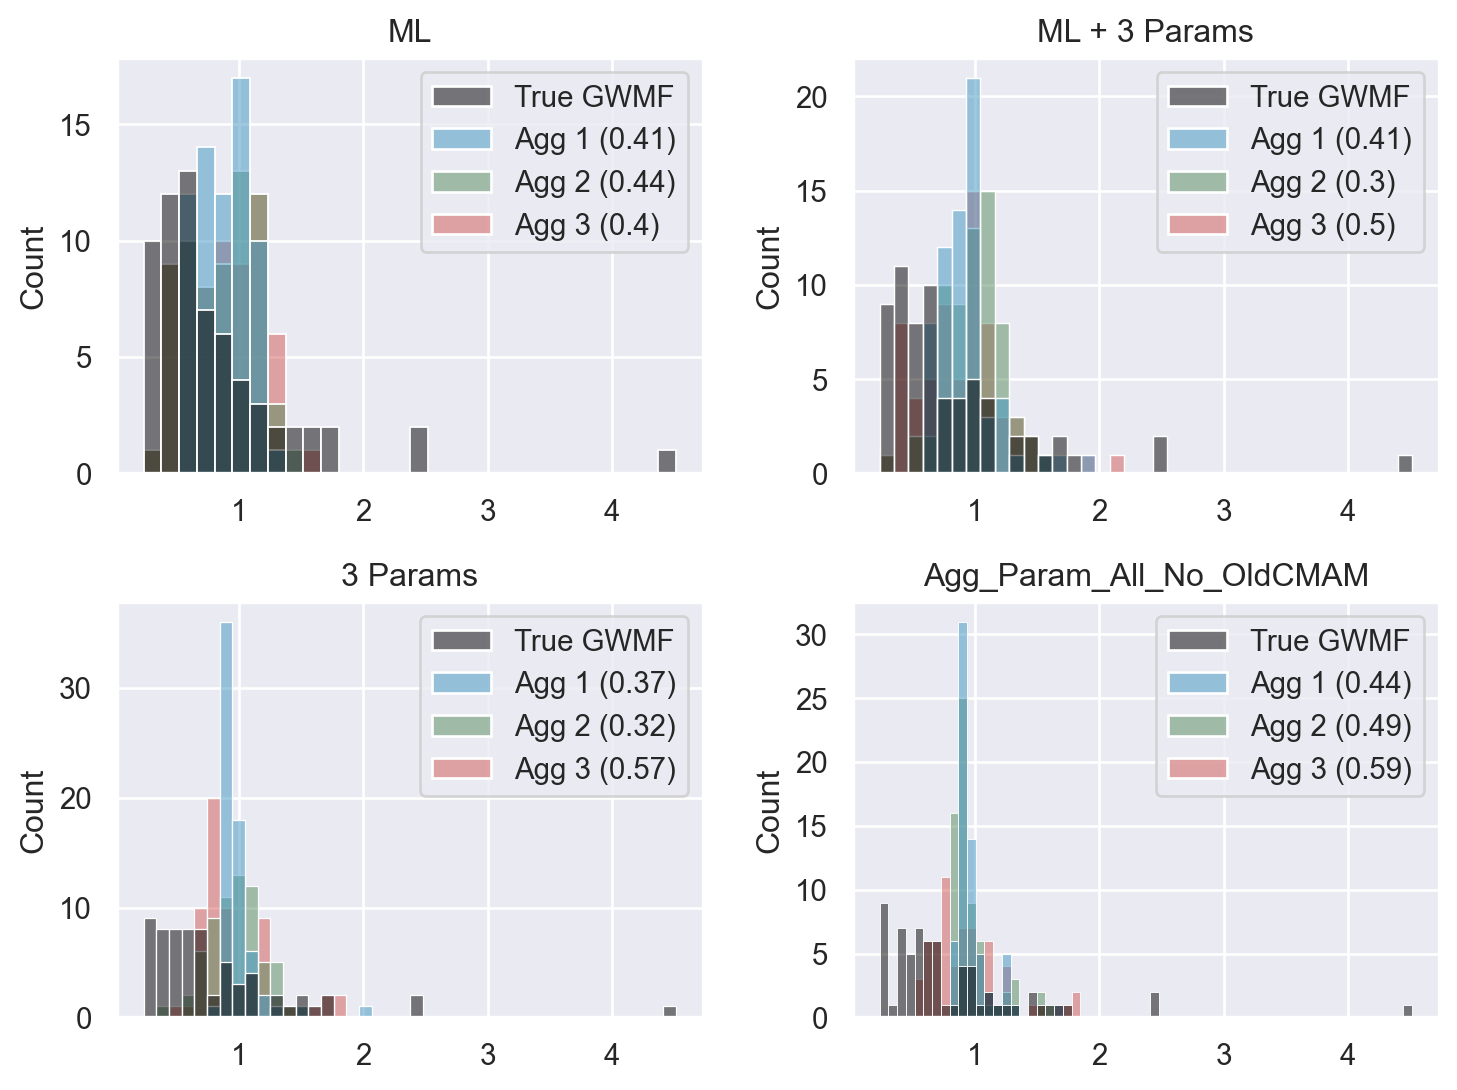 ML
Count
15
10
5
0
True GWMF
Agg 1 (0.41)
Agg 2 (0.44)
Agg 3 (0.4)
1 2 3 4
ML + 3 Params
Count
20
15
10
5
0
True GWMF
Agg 1 (0.41)
Agg 2 (0.3)
Agg 3 (0.5)
1 2 3 4
3 Params
Count
30
20
10
0
True GWMF
Agg 1 (0.37)
Agg 2 (0.32)
Agg 3 (0.57)
1 2 3 4
Agg_Param_All_No_OldCMAM
Count
30
25
20
15
10
5
0
True GWMF
Agg 1 (0.44)
Agg 2 (0.49)
Agg 3 (0.59)
1 2 3 4